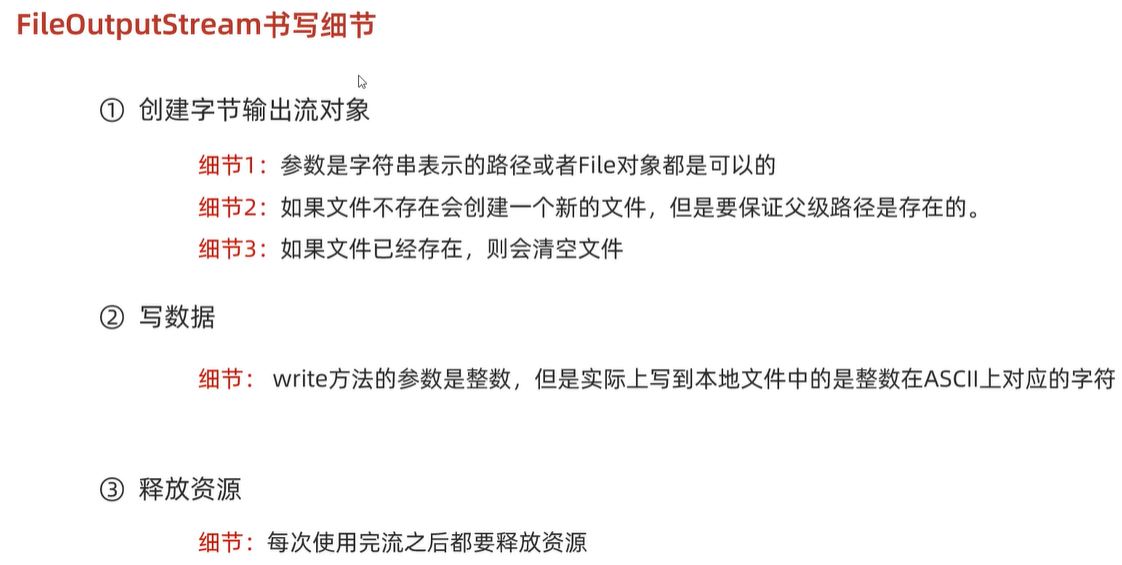 FileOutputStream书写细节
① 创建字节输出流对象
细节1：参数是字符串表示的路径或者File对象都是可以的
细节2：如果文件不存在会创建一个新的文件，但是要保证父级路径是存在的。
细节3：如果文件已经存在，则会清空文件
② 写数据
细节： write方法的参数是整数，但是实际上写到本地文件中的是整数在ASCII上对应的字符
③ 释放资源
细节：每次使用完流之后都要释放资源